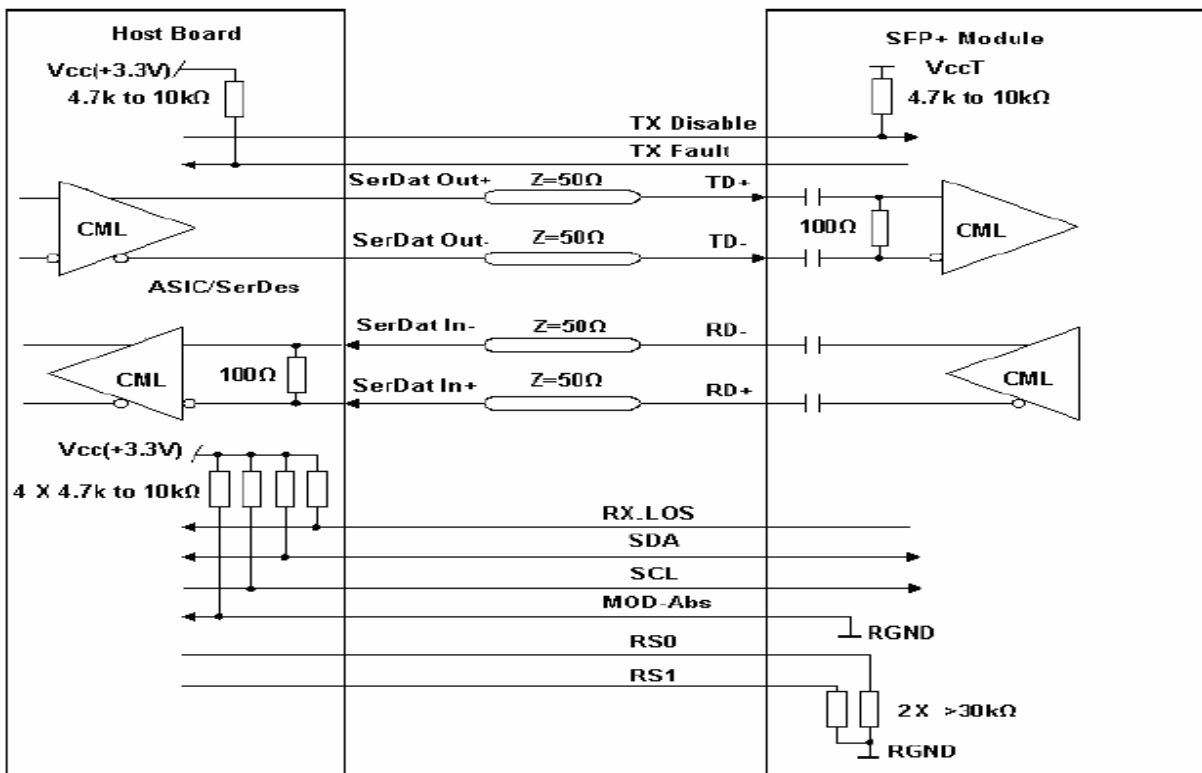 Host Board
SFP+ Module
Vcc(+3.3V)
VccT
4.7k to 10kΩ
4.7k to 10kΩ
TX Disable
TX Fault
SerDat Out+
Z=50Ω
TD+
CML
100Ω
CML
SerDat Out-
Z=50Ω
TD-
ASIC/SerDes
SerDat In-
Z=50Ω
RD-
CML
100Ω
SerDat In+
Z=50Ω
RD+
CML
Vcc(+3.3V)
4 X 4.7k to 10kΩ
RX_LOS
SDA
SCL
MOD-Abs
RGND
RS0
RS1
2X >30kΩ
RGND